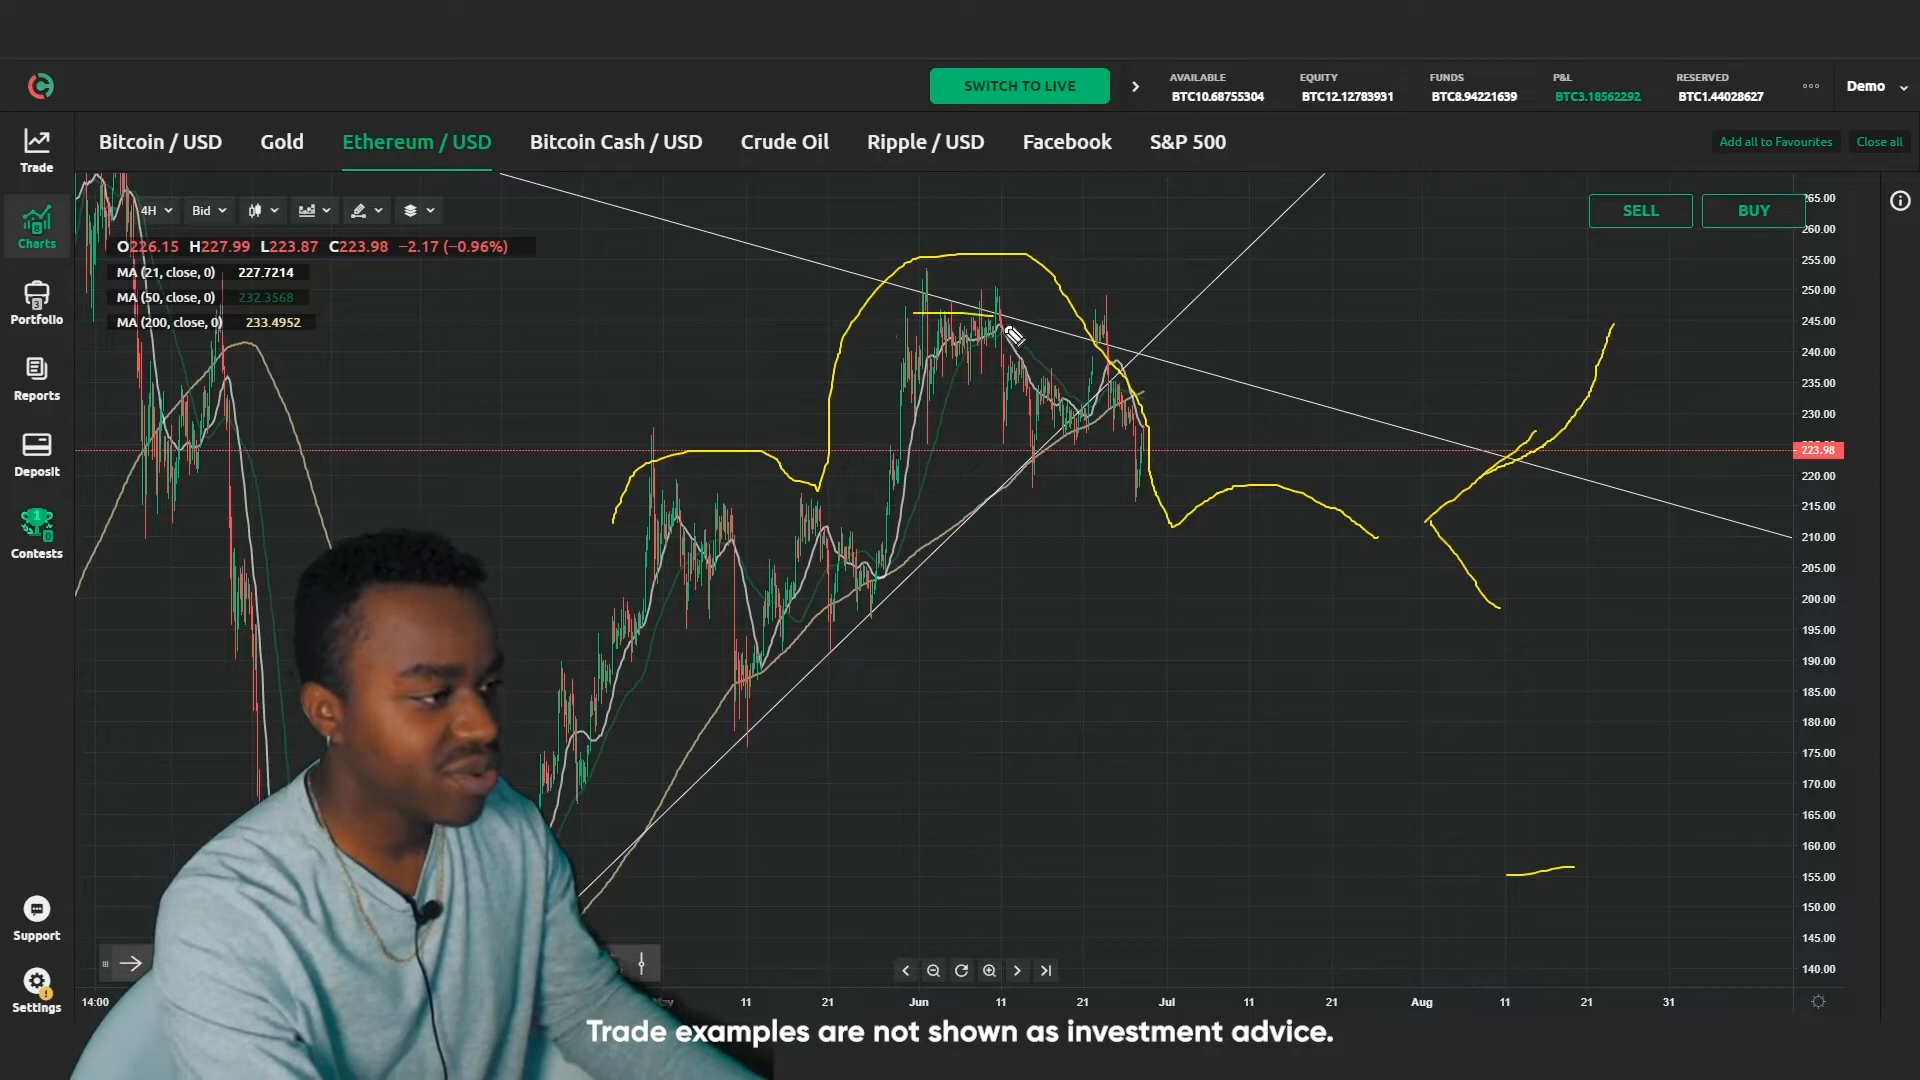 SWITCH TO LIVE
AVAILABLE
BTC10.68755304
EQUITY
BTC12.12783931
FUNDS
BTC8.94221639
P&L
BTC3.18562292
RESERVED
BTC1.44028627
Demo
Trade
Charts
8
Portfolio
3
Reports
Deposit
Contests
1
0
Support
Settings
Bitcoin / USD
Gold
Ethereum / USD
Bitcoin Cash / USD
Crude Oil
Ripple / USD
Facebook
S&P 500
Add all to Favourites
Close all
4H
Bid
SELL
BUY
O226.15 H227.99 L223.87 C223.98 −2.17 (−0.96%)
MA (21, close, 0) 227.7214
MA (50, close, 0) 232.3568
MA (200, close, 0) 233.4952
265.00
260.00
255.00
250.00
245.00
240.00
235.00
230.00
223.98
220.00
215.00
210.00
205.00
200.00
195.00
190.00
185.00
180.00
175.00
170.00
165.00
160.00
155.00
150.00
145.00
140.00
14:00
11
21
Jun
11
21
Jul
11
21
Aug
11
21
31
Trade examples are not shown as investment advice.